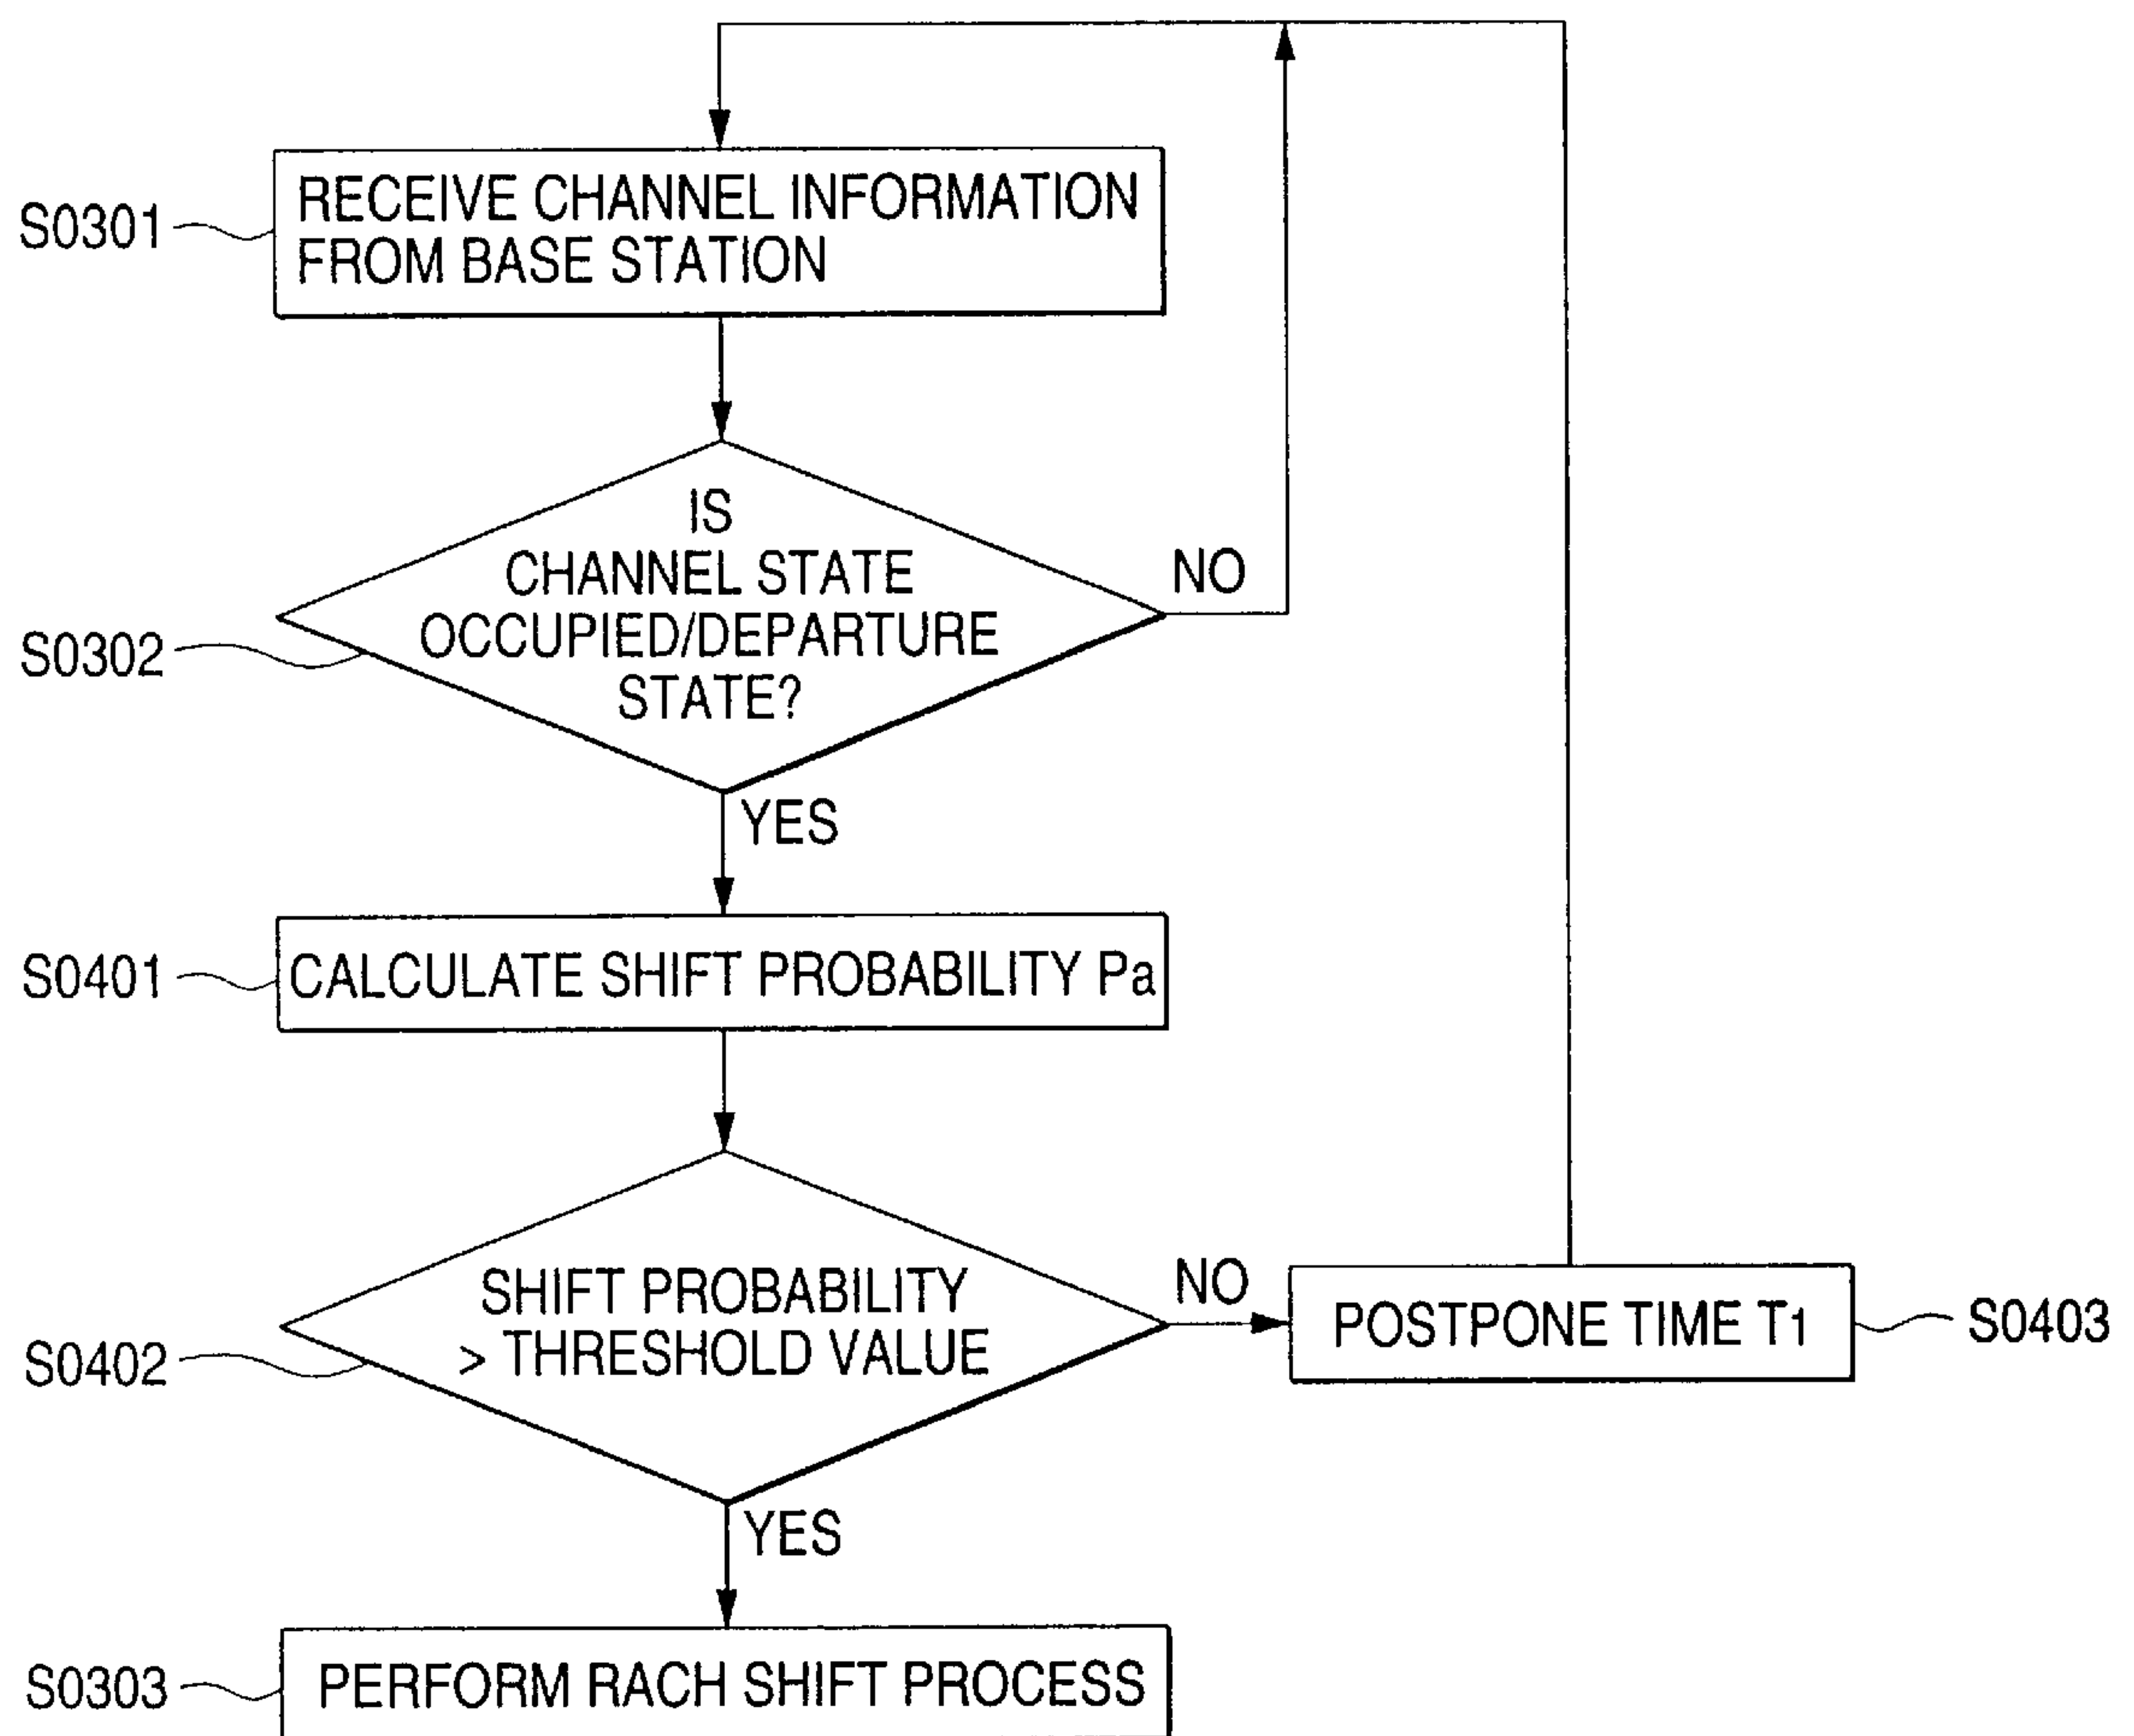 S0301
RECEIVE CHANNEL INFORMATION
FROM BASE STATION
S0302
IS
CHANNEL STATE
OCCUPIED/DEPARTURE
STATE?
NO
YES
S0401
CALCULATE SHIFT PROBABILITY Pa
S0402
SHIFT PROBABILITY
> THRESHOLD VALUE
NO
POSTPONE TIME T1
S0403
YES
S0303
PERFORM RACH SHIFT PROCESS